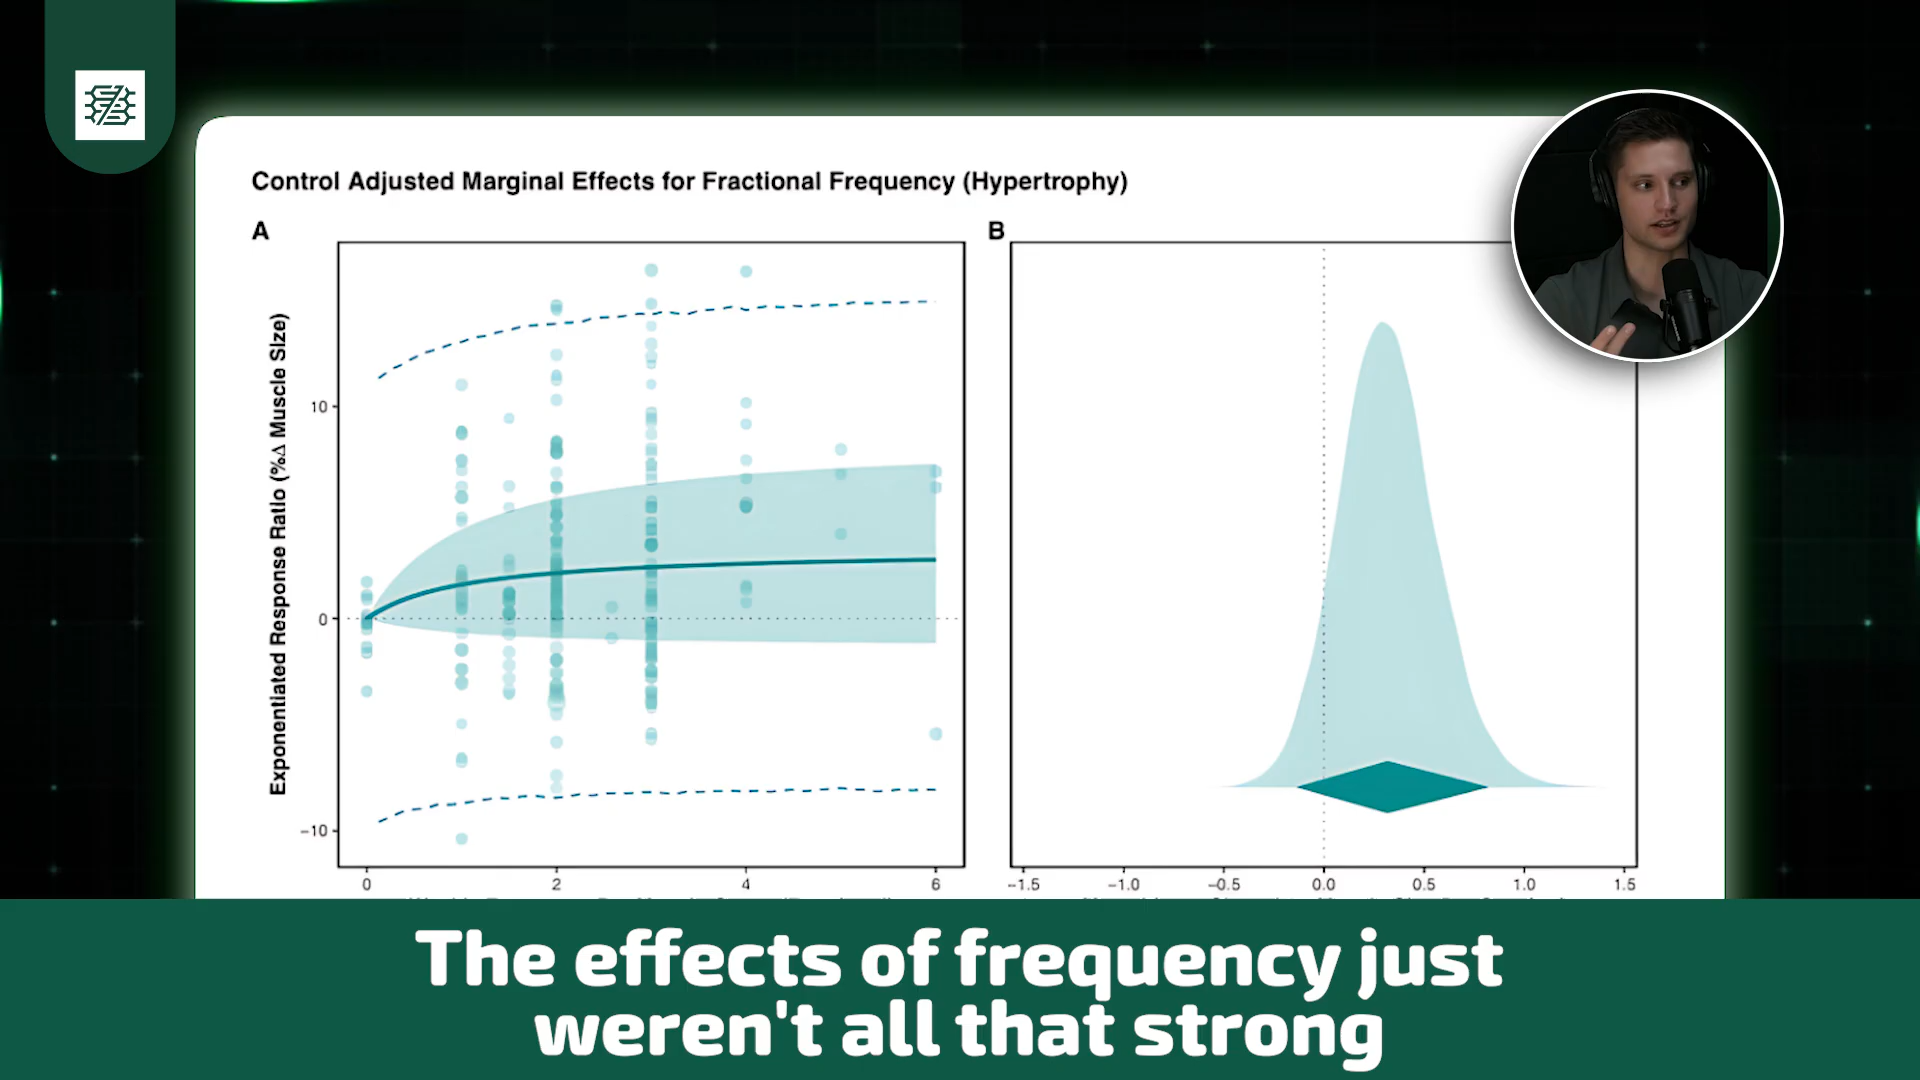 Control Adjusted Marginal Effects for Fractional Frequency (Hypertrophy)
A
B
Exponentiated Response Ratio (%Δ Muscle Size)
10
0
−10
0
2
4
6
−1.5
−1.0
−0.5
0.0
0.5
1.0
1.5
The effects of frequency just
weren't all that strong